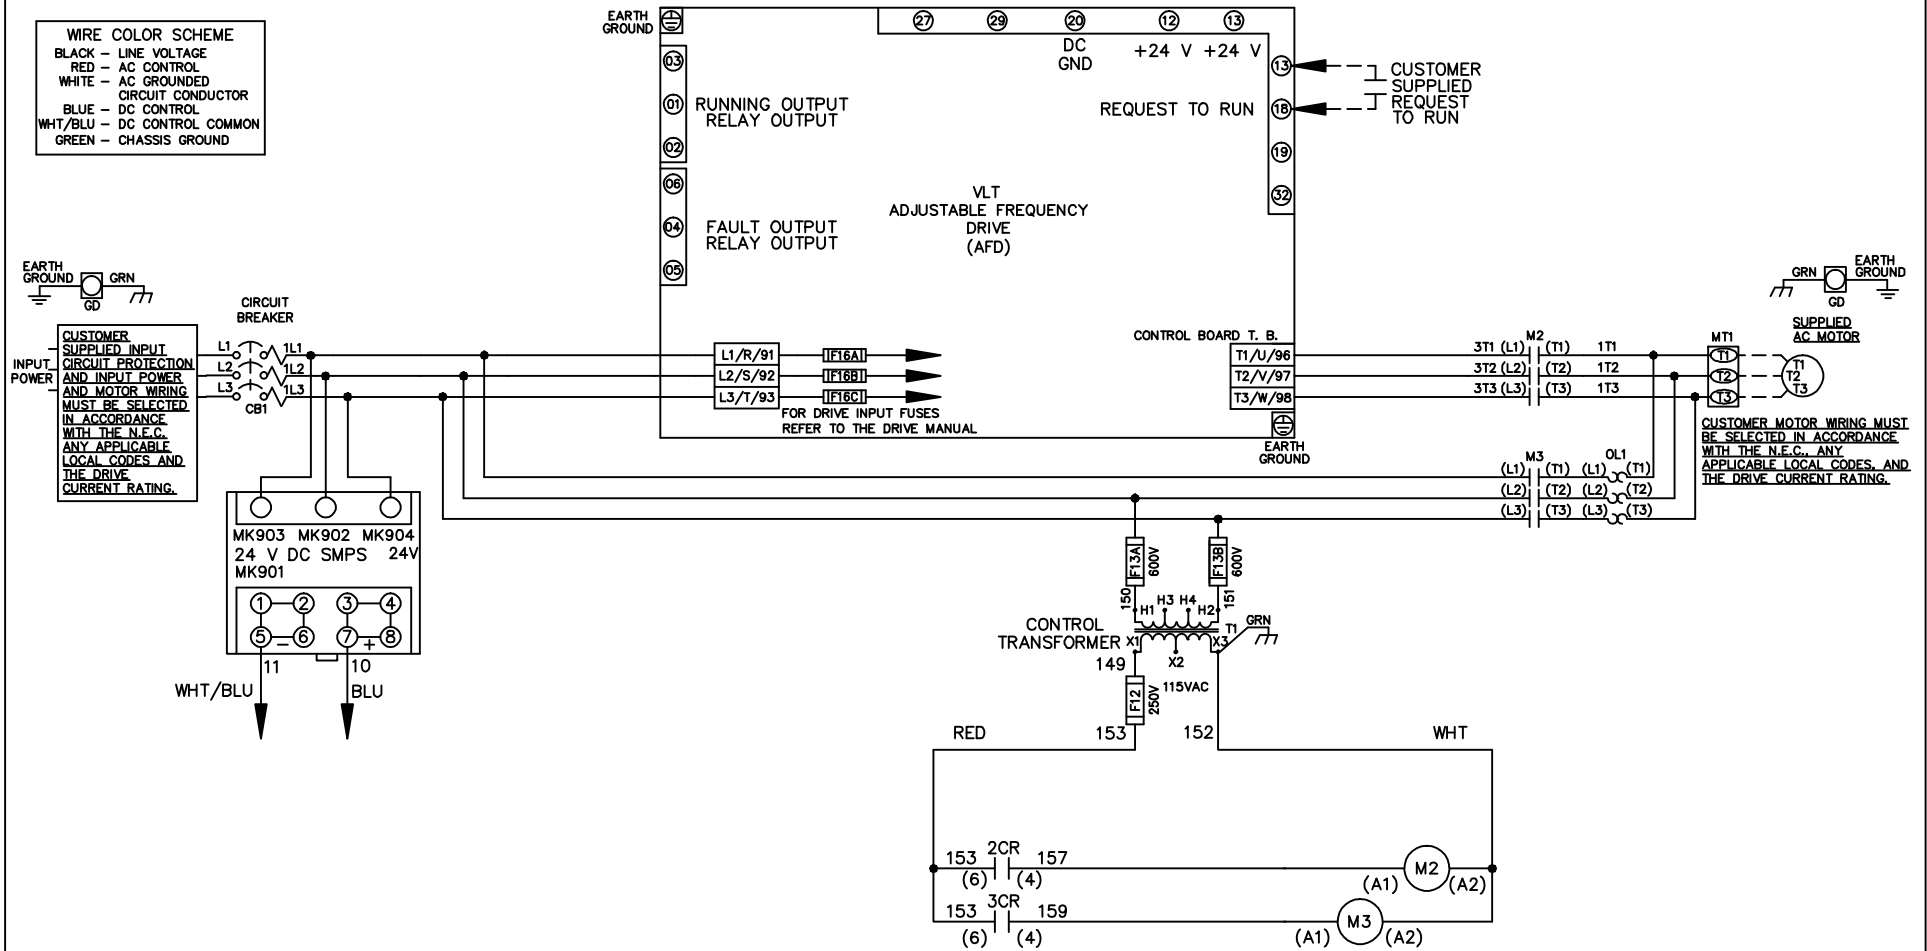 WIRE COLOR SCHEME
BLACK – LINE VOLTAGE
RED – AC CONTROL
WHITE – AC GROUNDED
CIRCUIT CONDUCTOR
BLUE – DC CONTROL
WHT/BLU – DC CONTROL COMMON
GREEN – CHASSIS GROUND
EARTH
GROUND
27
29
20
12
13
DC
GND
+24 V
+24 V
03
01
02
RUNNING OUTPUT
RELAY OUTPUT
06
04
05
FAULT OUTPUT
RELAY OUTPUT
VLT
ADJUSTABLE FREQUENCY
DRIVE
(AFD)
REQUEST TO RUN
13
18
19
32
CUSTOMER
SUPPLIED
REQUEST
TO RUN
EARTH
GROUND
GRN
GD
CIRCUIT
BREAKER
INPUT
POWER
CUSTOMER
SUPPLIED INPUT
CIRCUIT PROTECTION
AND INPUT POWER
AND MOTOR WIRING
MUST BE SELECTED
IN ACCORDANCE
WITH THE N.E.C.
ANY APPLICABLE
LOCAL CODES AND
THE DRIVE
CURRENT RATING.
L1
L2
L3
CB1
1L1
1L2
1L3
L1/R/91
L2/S/92
L3/T/93
F16A
F16B
F16C
FOR DRIVE INPUT FUSES
REFER TO THE DRIVE MANUAL
CONTROL BOARD T. B.
T1/U/96
T2/V/97
T3/W/98
EARTH
GROUND
M2
3T1 (L1) (T1) 1T1
3T2 (L2) (T2) 1T2
3T3 (L3) (T3) 1T3
MT1
T1
T2
T3
GRN
GD
EARTH
GROUND
SUPPLIED
AC MOTOR
T1
T2
T3
CUSTOMER MOTOR WIRING MUST
BE SELECTED IN ACCORDANCE
WITH THE N.E.C., ANY
APPLICABLE LOCAL CODES, AND
THE DRIVE CURRENT RATING.
M3
OL1
(L1) (T1) (L1) (T1)
(L2) (T2) (L2) (T2)
(L3) (T3) (L3) (T3)
MK903 MK902 MK904
24 V DC SMPS 24V
MK901
1 2 3 4
5 – 6 7 + 8
11
10
WHT/BLU
BLU
F13A
600V
F13B
600V
150
151
H1 H3 H4 H2
CONTROL
TRANSFORMER
T1
X1
X2
X3
GRN
149
F12
250V
115VAC
153
152
RED
WHT
153 2CR 157
(6) (4)
M2
(A1) (A2)
153 3CR 159
(6) (4)
M3
(A1) (A2)